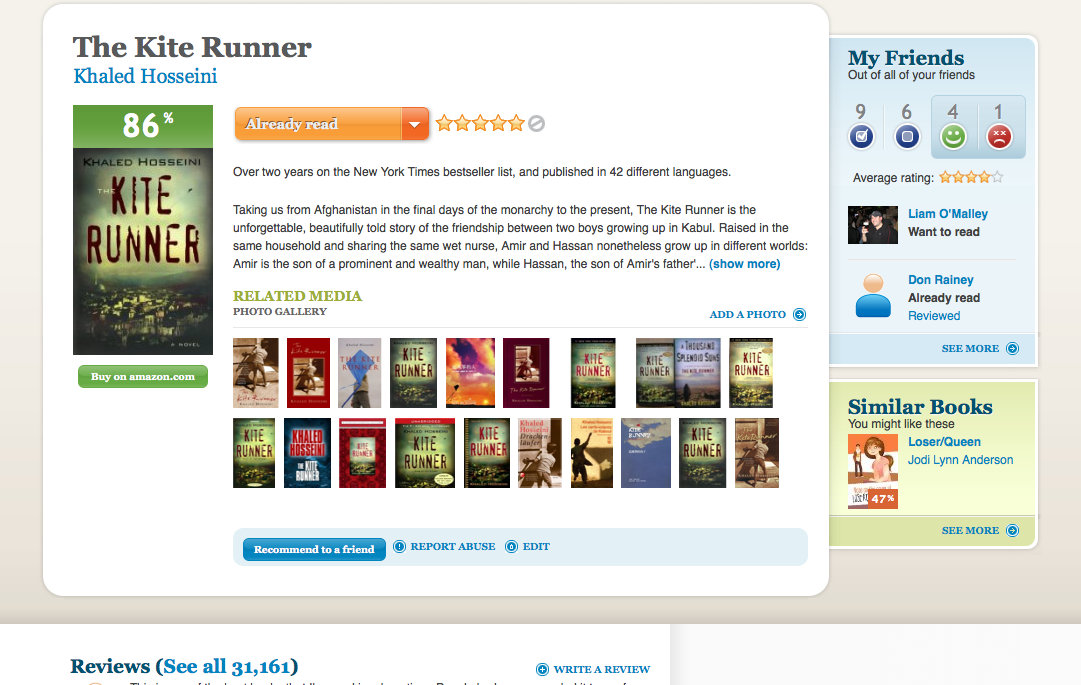 The Kite Runner
Khaled Hosseini
86%
KHALED HOSSEINI
THE
KITE
RUNNER
A NOVEL
Buy on amazon.com
Already read
Over two years on the New York Times bestseller list, and published in 42 different languages.
Taking us from Afghanistan in the final days of the monarchy to the present, The Kite Runner is the
unforgettable, beautifully told story of the friendship between two boys growing up in Kabul. Raised in the
same household and sharing the same wet nurse, Amir and Hassan nonetheless grow up in different worlds:
Amir is the son of a prominent and wealthy man, while Hassan, the son of Amir's father'... (show more)
RELATED MEDIA
PHOTO GALLERY
ADD A PHOTO
Recommend to a friend
REPORT ABUSE
EDIT
My Friends
Out of all of your friends
9 6 4 1
Average rating:
Liam O'Malley
Want to read
Don Rainey
Already read
Reviewed
SEE MORE
Similar Books
You might like these
Loser/Queen
Jodi Lynn Anderson
47%
SEE MORE
Reviews (See all 31,161)
WRITE A REVIEW